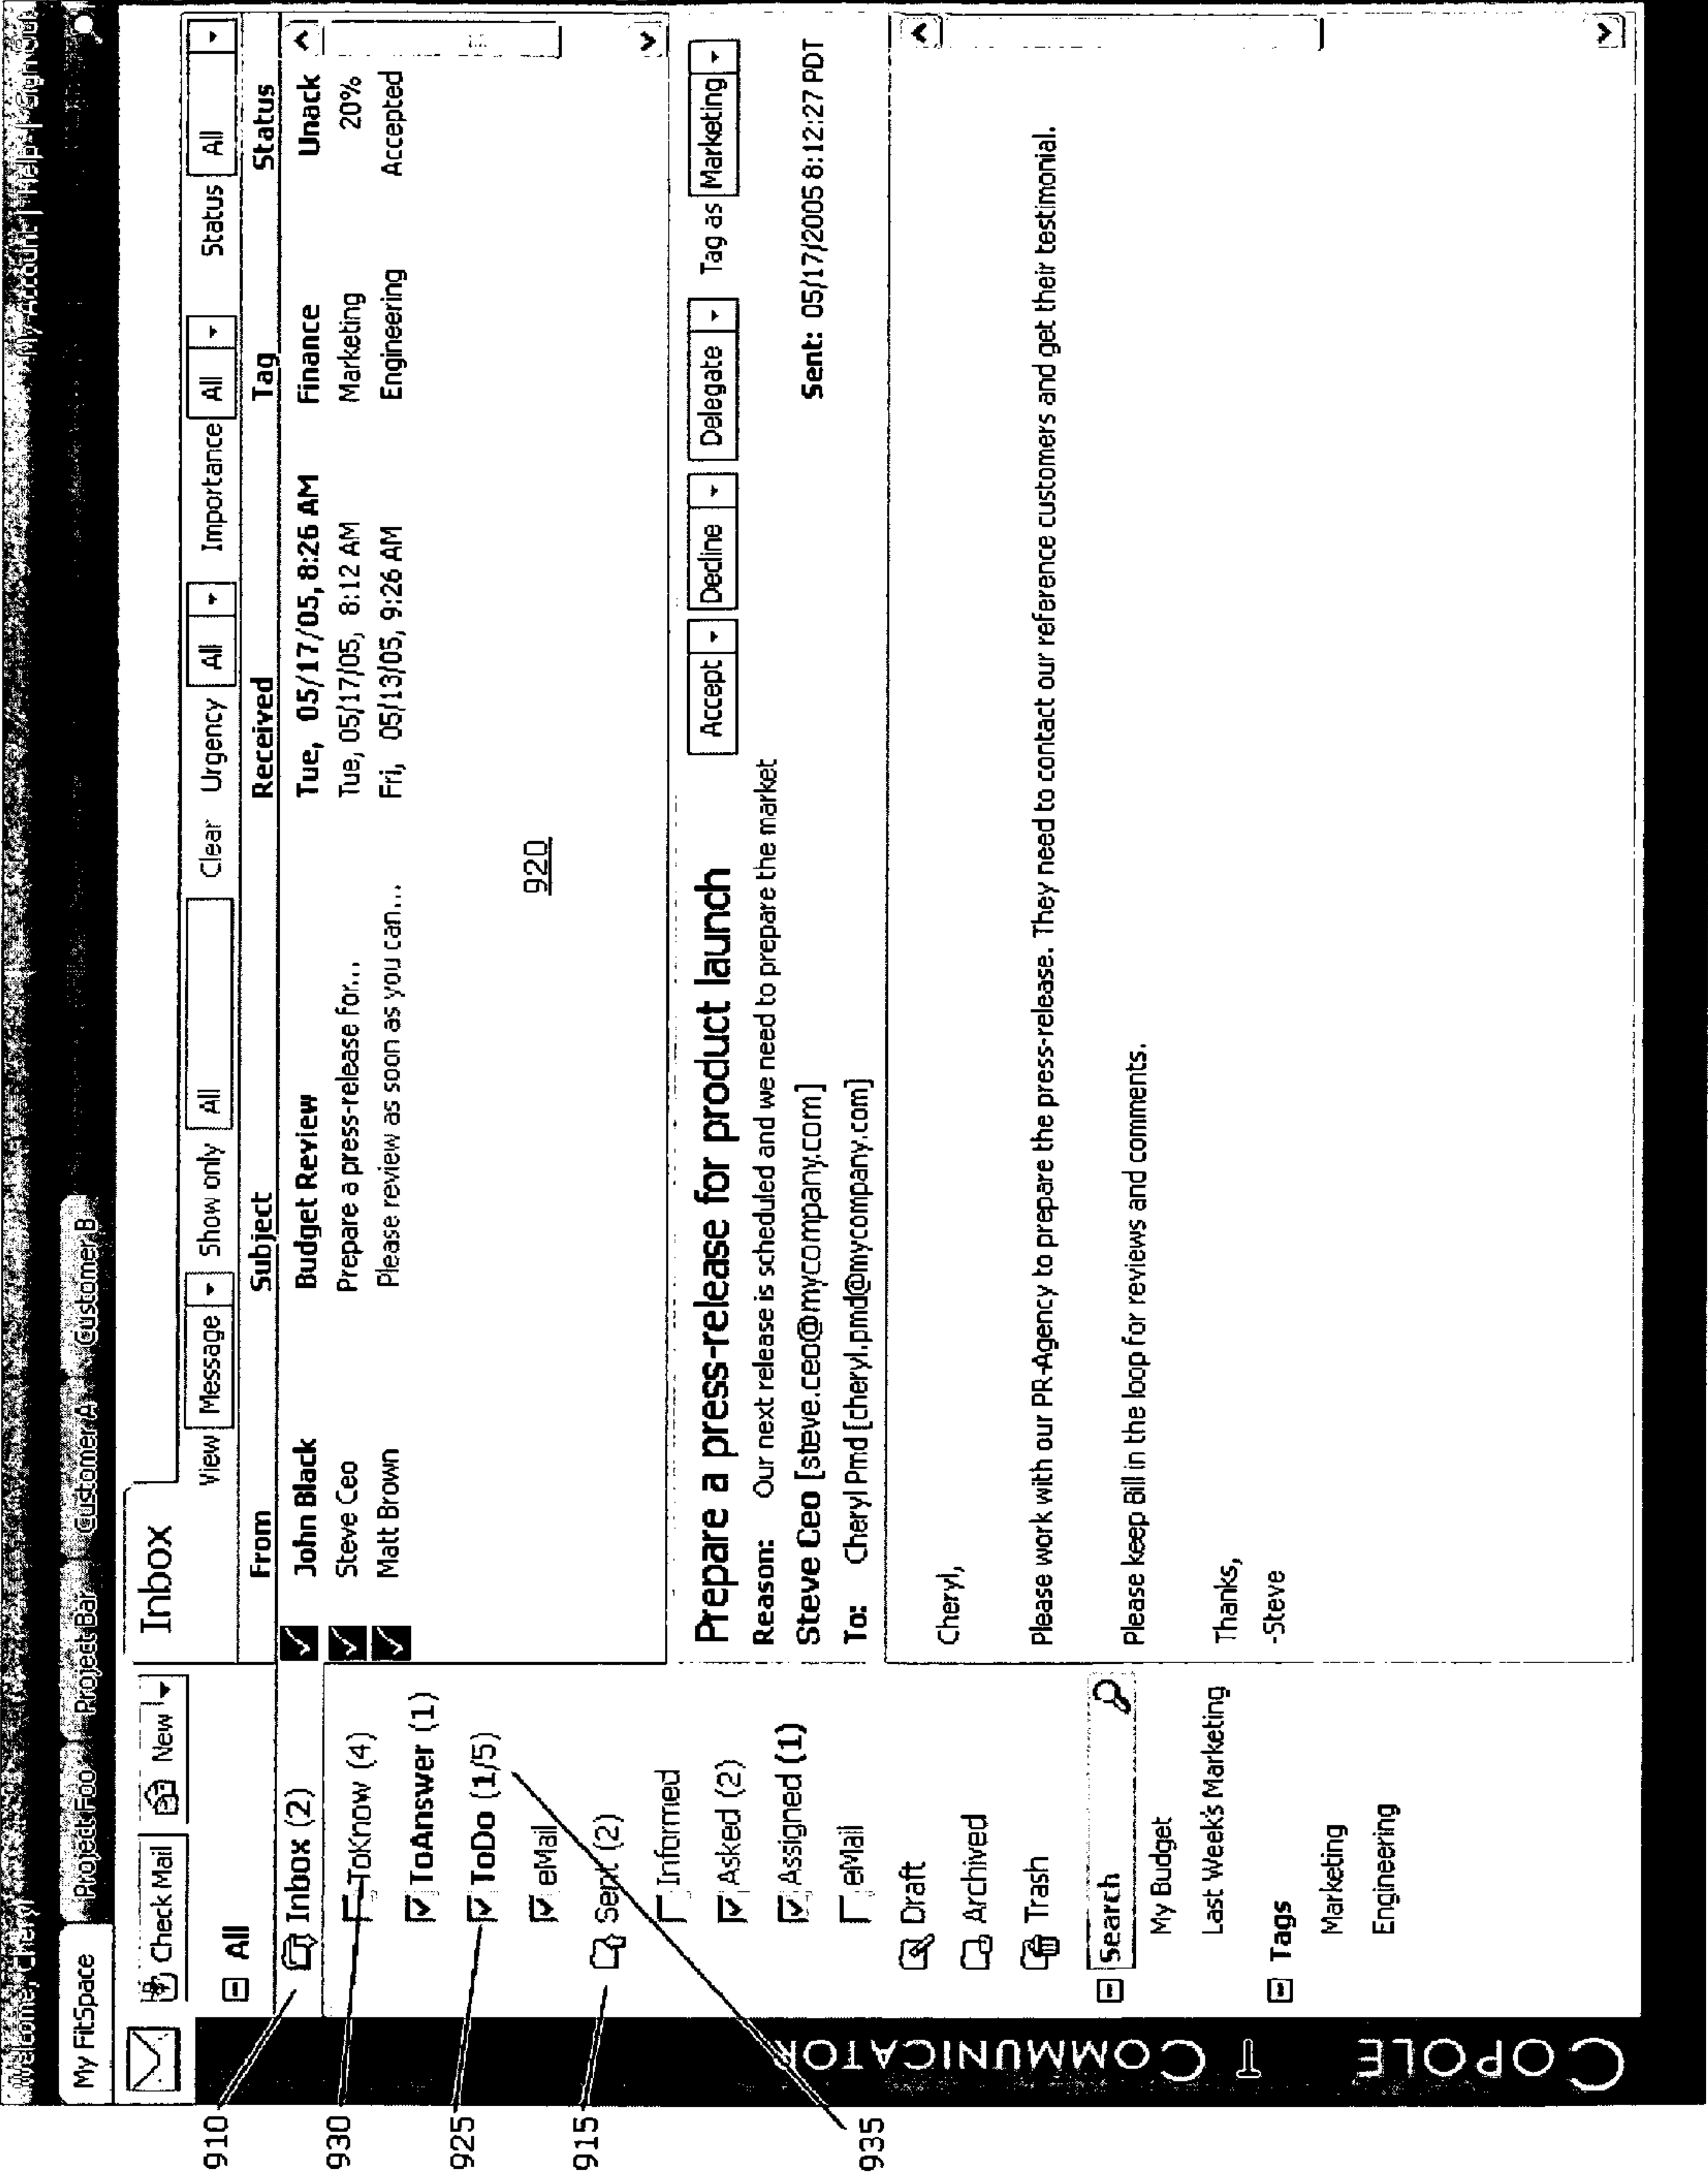 Welcome, Cheryl
My Account | Help | Sign Out
My FitSpace Project Foo Project Bar Customer A Customer B
Check Mail New
Inbox
View Message Show only All Clear Urgency All Importance All Status All
All
From Subject Received Tag Status
910
Inbox (2)
John Black Budget Review Tue, 05/17/05, 8:26 AM Finance Unack
930
ToKnow (4)
Steve Ceo Prepare a press-release for... Tue, 05/17/05, 8:12 AM Marketing 20%
Matt Brown Please review as soon as you can... Fri, 05/13/05, 9:26 AM Engineering Accepted
ToAnswer (1)
925
ToDo (1/5)
920
eMail
915
Sent (2)
Informed
Asked (2)
Prepare a press-release for product launch
Accept Decline Delegate Tag as Marketing
Reason: Our next release is scheduled and we need to prepare the market
Assigned (1)
Steve Ceo [steve.ceo@mycompany.com] Sent: 05/17/2005 8:12:27 PDT
935
eMail
To: Cheryl Pmd [cheryl.pmd@mycompany.com]
Draft
Cheryl,
Archived
Trash
Please work with our PR-Agency to prepare the press-release. They need to contact our reference customers and get their testimonial.
Search
Please keep Bill in the loop for reviews and comments.
My Budget
Last Week's Marketing
Thanks,
Tags
-Steve
Marketing
Engineering
COPOLE
COMMUNICATOR